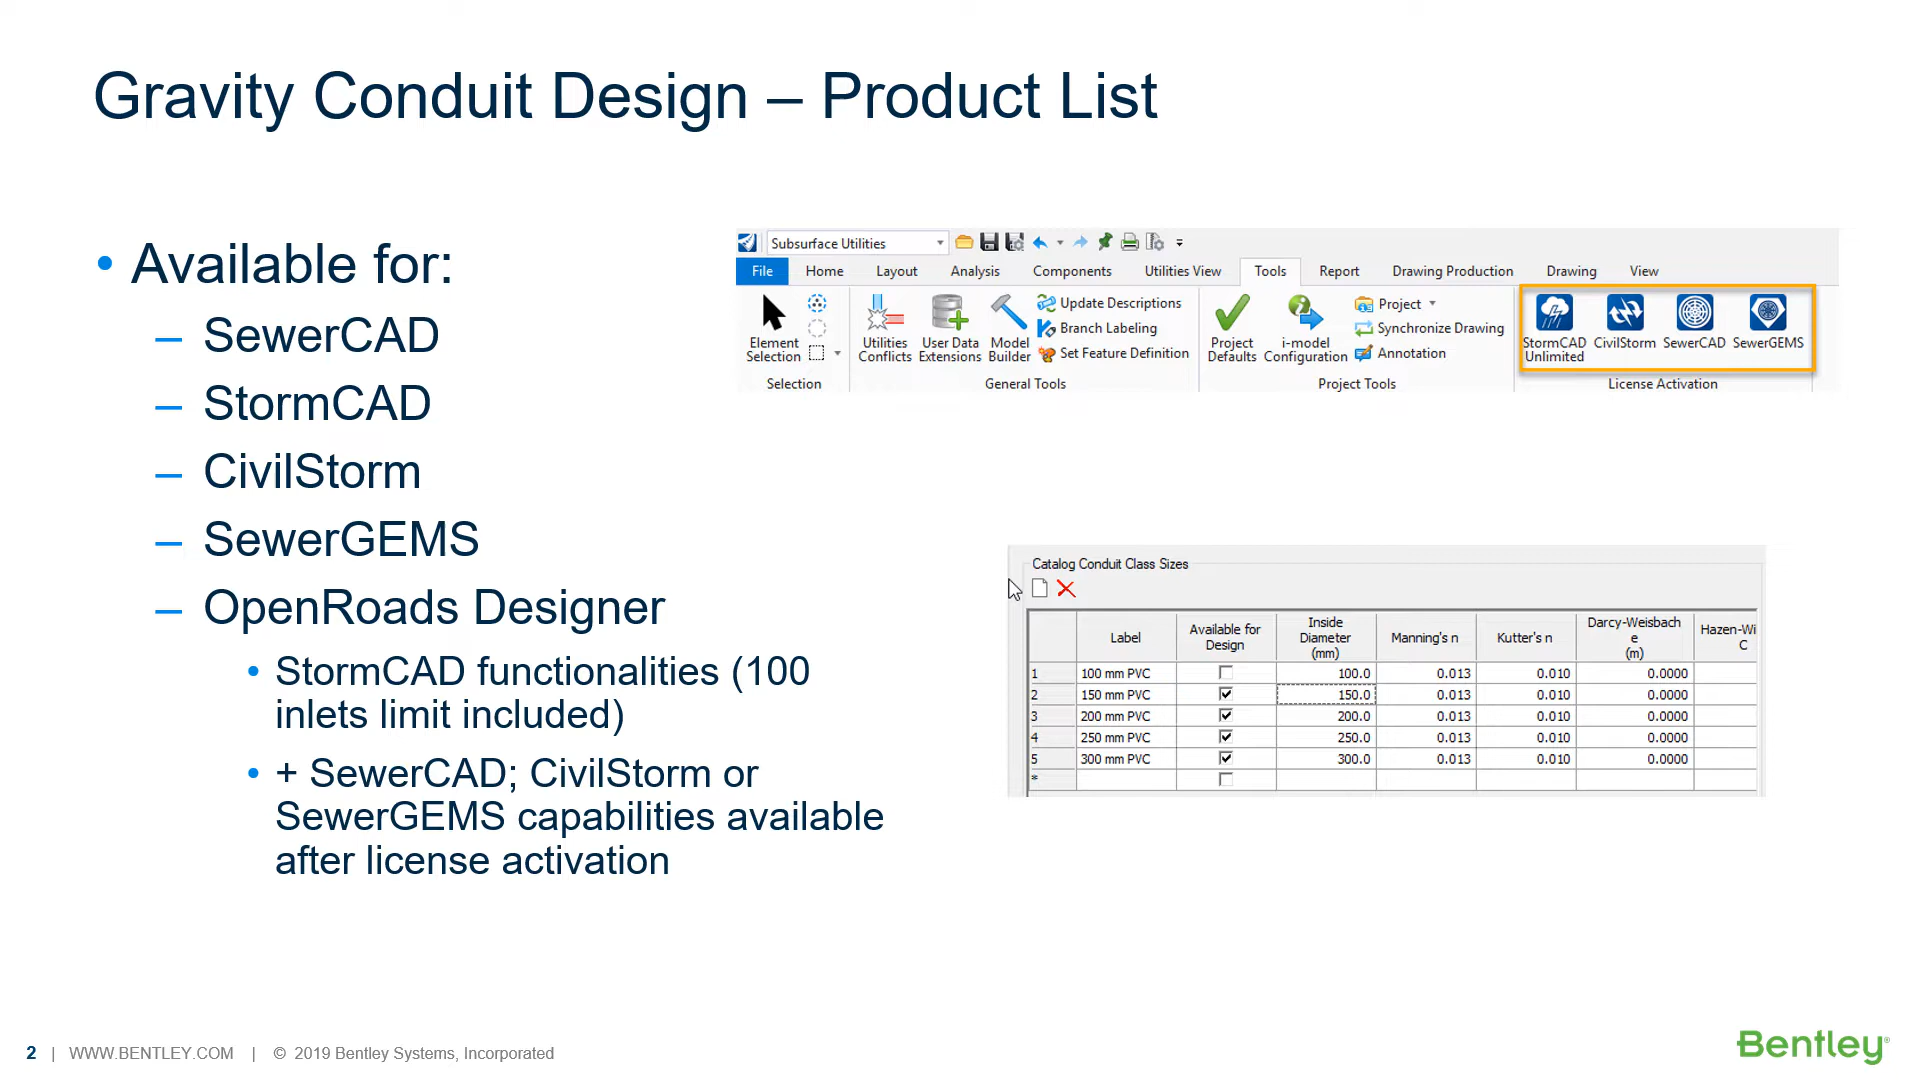 Gravity Conduit Design – Product List
• Available for:
– SewerCAD
– StormCAD
– CivilStorm
– SewerGEMS
– OpenRoads Designer
• StormCAD functionalities (100
inlets limit included)
• + SewerCAD; CivilStorm or
SewerGEMS capabilities available
after license activation
Subsurface Utilities
File Home Layout Analysis Components Utilities View Tools Report Drawing Production Drawing View
Element Selection
Utilities Conflicts
User Data Extensions
Model Builder
Update Descriptions
Branch Labeling
Set Feature Definition
Project Defaults
i-model Configuration
Project
Synchronize Drawing
Annotation
StormCAD Unlimited
CivilStorm
SewerCAD
SewerGEMS
Selection General Tools Project Tools License Activation
Catalog Conduit Class Sizes
Label Available for Design Inside Diameter (mm) Manning's n Kutter's n Darcy-Weisbach e (m) Hazen-Wi C
1 100 mm PVC 100.0 0.013 0.010 0.0000
2 150 mm PVC 150.0 0.013 0.010 0.0000
3 200 mm PVC 200.0 0.013 0.010 0.0000
4 250 mm PVC 250.0 0.013 0.010 0.0000
5 300 mm PVC 300.0 0.013 0.010 0.0000
*
2 | WWW.BENTLEY.COM | © 2019 Bentley Systems, Incorporated
Bentley®